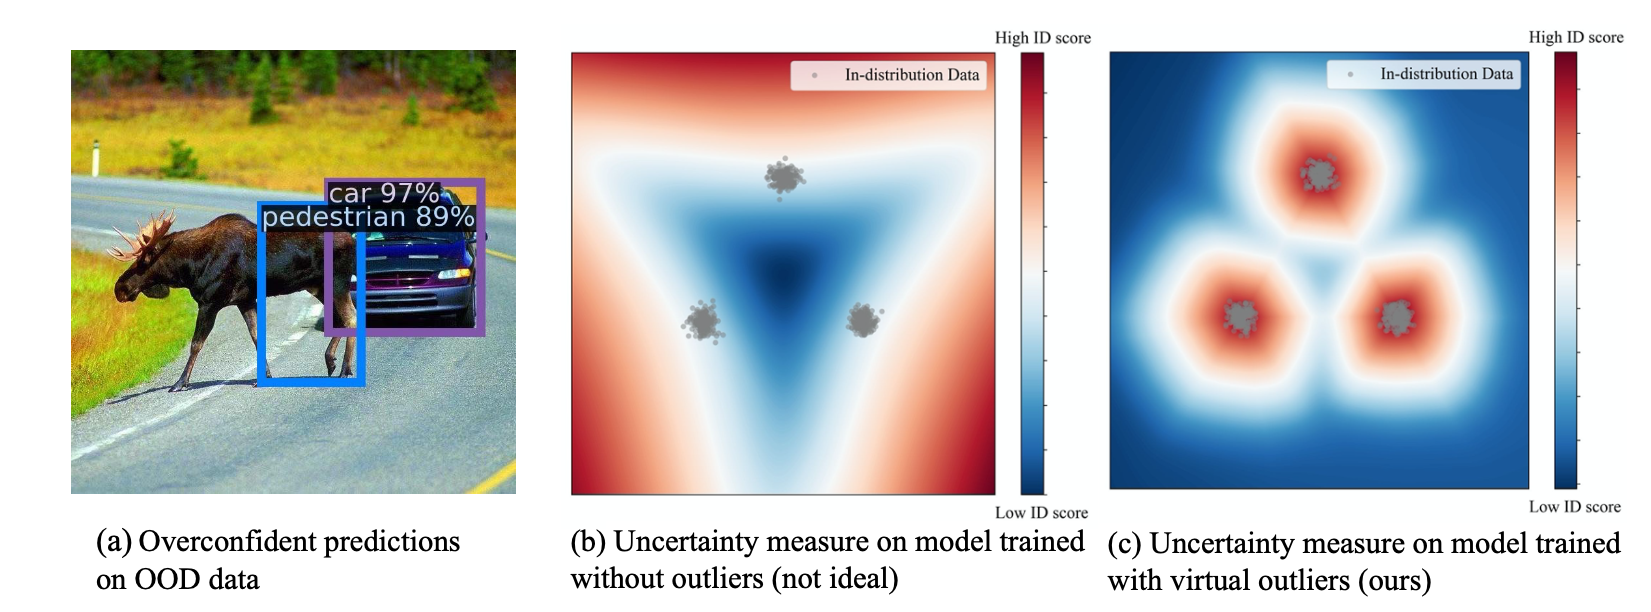 car 97%
pedestrian 89%
High ID score
In-distribution Data
Low ID score
High ID score
In-distribution Data
Low ID score
(a) Overconfident predictions
on OOD data
(b) Uncertainty measure on model trained
without outliers (not ideal)
(c) Uncertainty measure on model trained
with virtual outliers (ours)